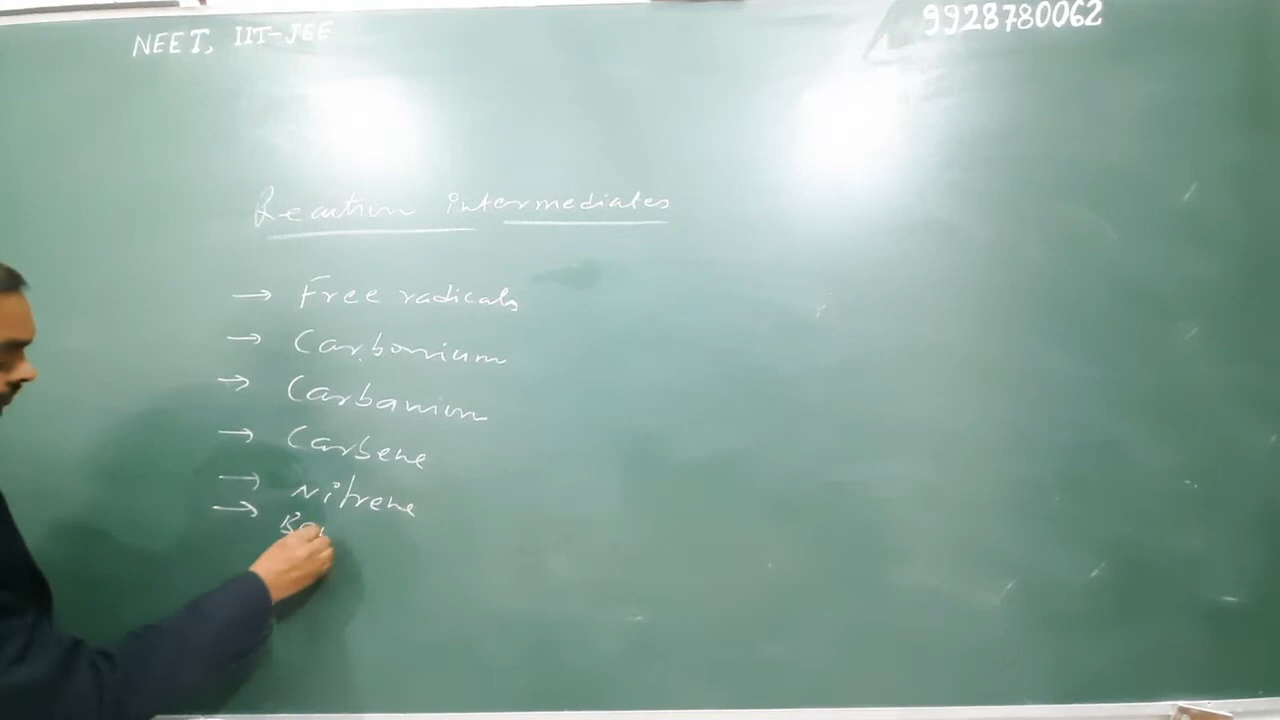 NEET, IIT-JEE
9928780062
Reaction intermediates
→ Free radicals
→ Carbonium
→ Carbanion
→ Carbene
→ Nitrene
→